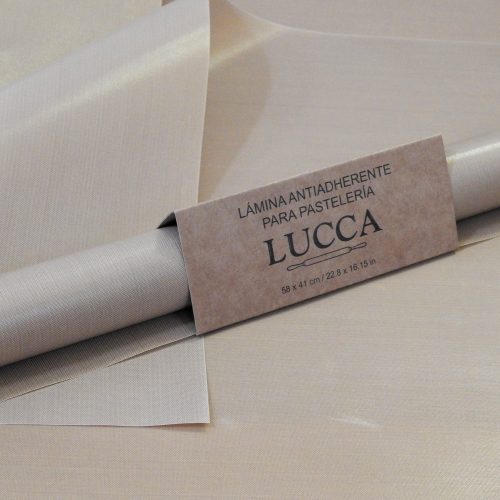 LÁMINA ANTIADHERENTE
PARA PASTELERÍA
LUCCA
58 x 41 cm / 22.8 x 16.15 in